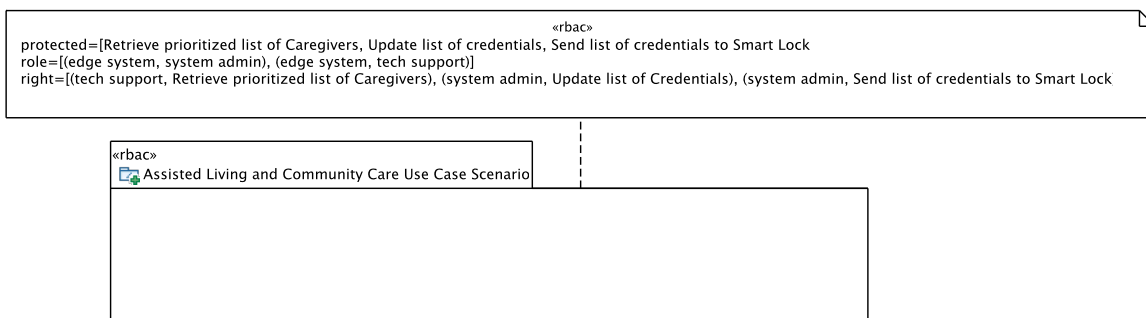 «rbac»
protected=[Retrieve prioritized list of Caregivers, Update list of credentials, Send list of credentials to Smart Lock
role=[(edge system, system admin), (edge system, tech support)]
right=[(tech support, Retrieve prioritized list of Caregivers), (system admin, Update list of Credentials), (system admin, Send list of credentials to Smart Lock
«rbac»
Assisted Living and Community Care Use Case Scenario